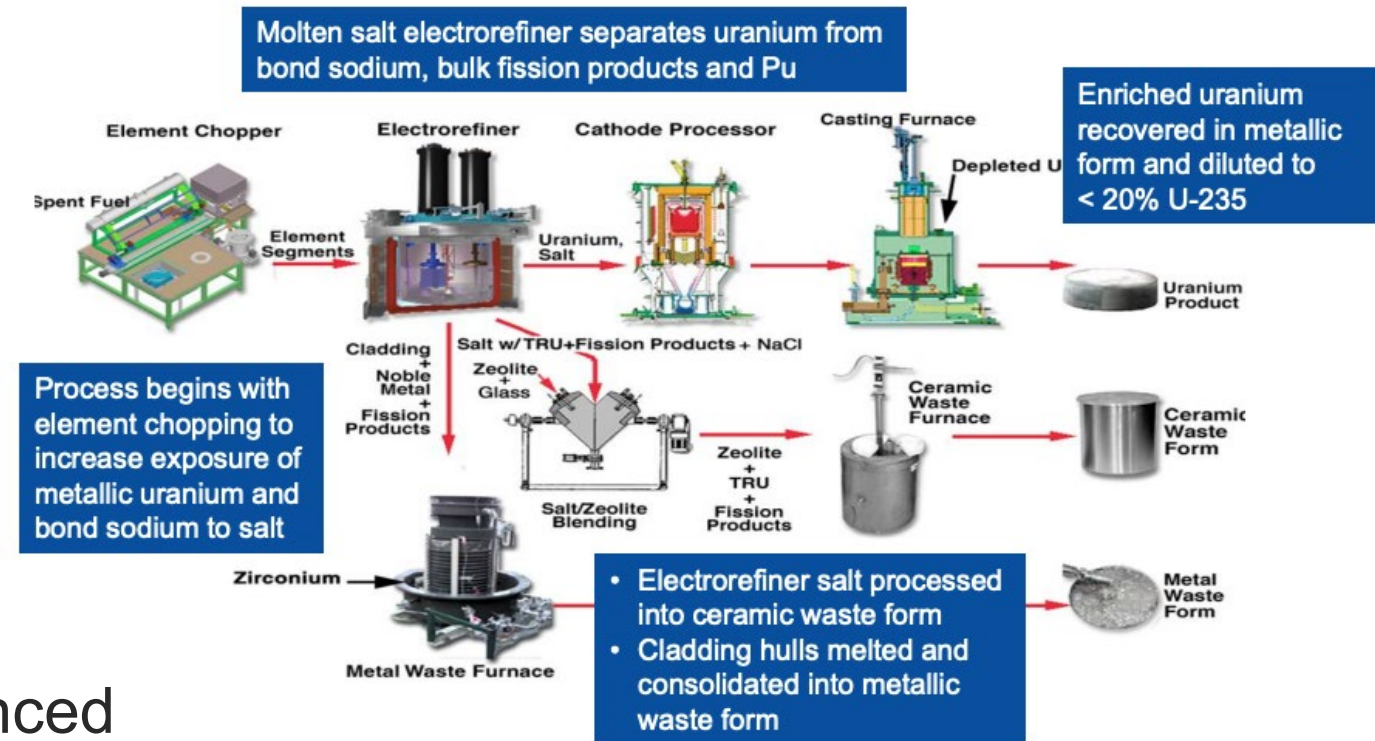 Molten salt electrorefiner separates uranium from
bond sodium, bulk fission products and Pu
Enriched uranium
recovered in metallic
form and diluted to
< 20% U-235
Element Chopper
Electrorefiner
Cathode Processor
Casting Furnace
Depleted U
Spent Fuel
Element
Segments
Uranium,
Salt
Uranium
Product
Process begins with
element chopping to
increase exposure of
metallic uranium and
bond sodium to salt
Cladding
+
Noble
Metal
+
Fission
Products
Salt w/TRU+Fission Products + NaCl
Zeolite
+
Glass
Salt/Zeolite
Blending
Zeolite
+
TRU
+
Fission
Products
Ceramic
Waste
Furnace
Ceramic
Waste
Form
Zirconium
Metal Waste Furnace
• Electrorefiner salt processed
into ceramic waste form
• Cladding hulls melted and
consolidated into metallic
waste form
Metal
Waste
Form
nced